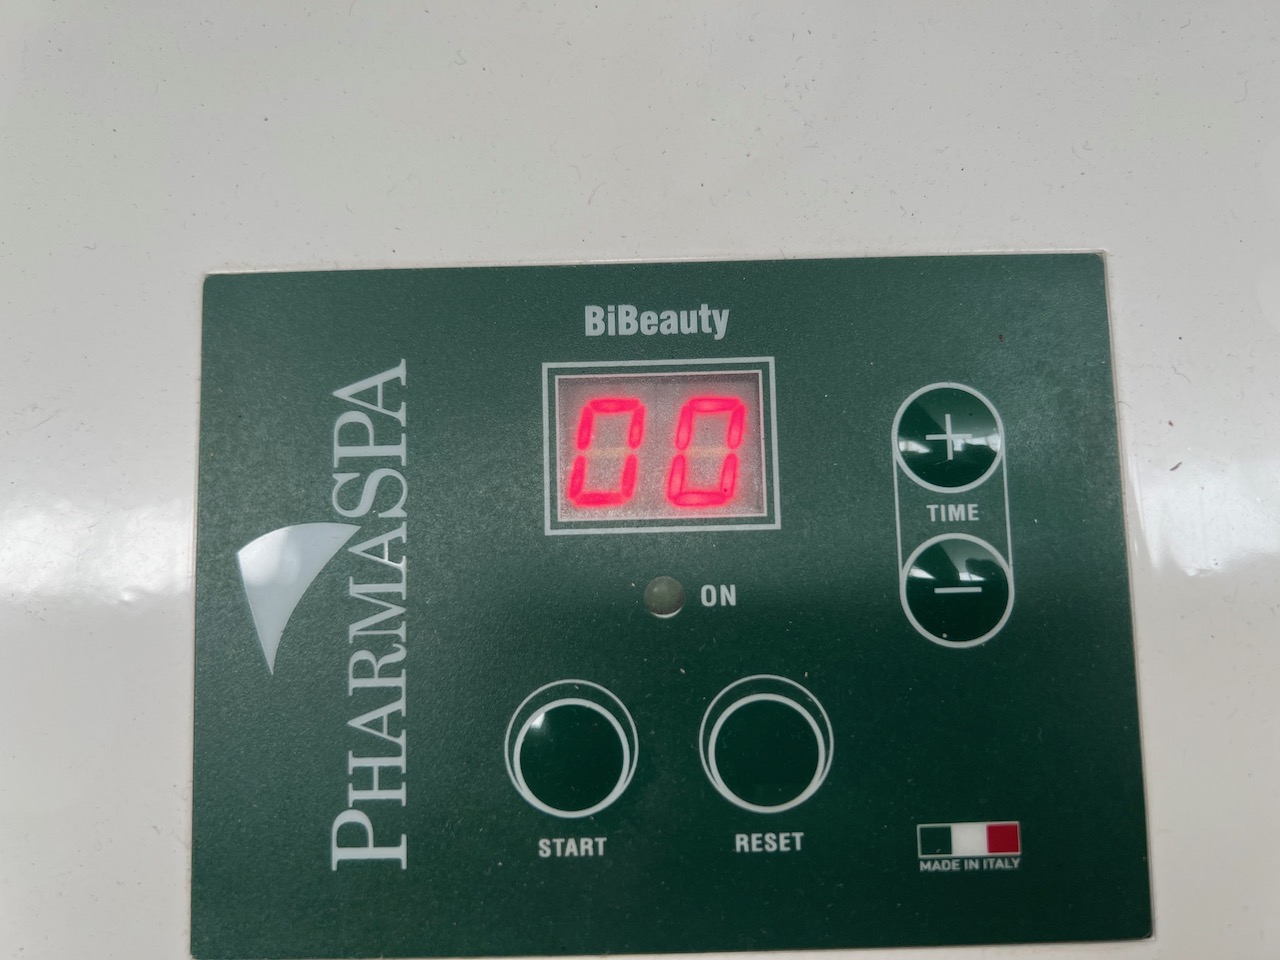 BiBeauty
PHARMASPA
00
+
TIME
−
ON
START
RESET
MADE IN ITALY